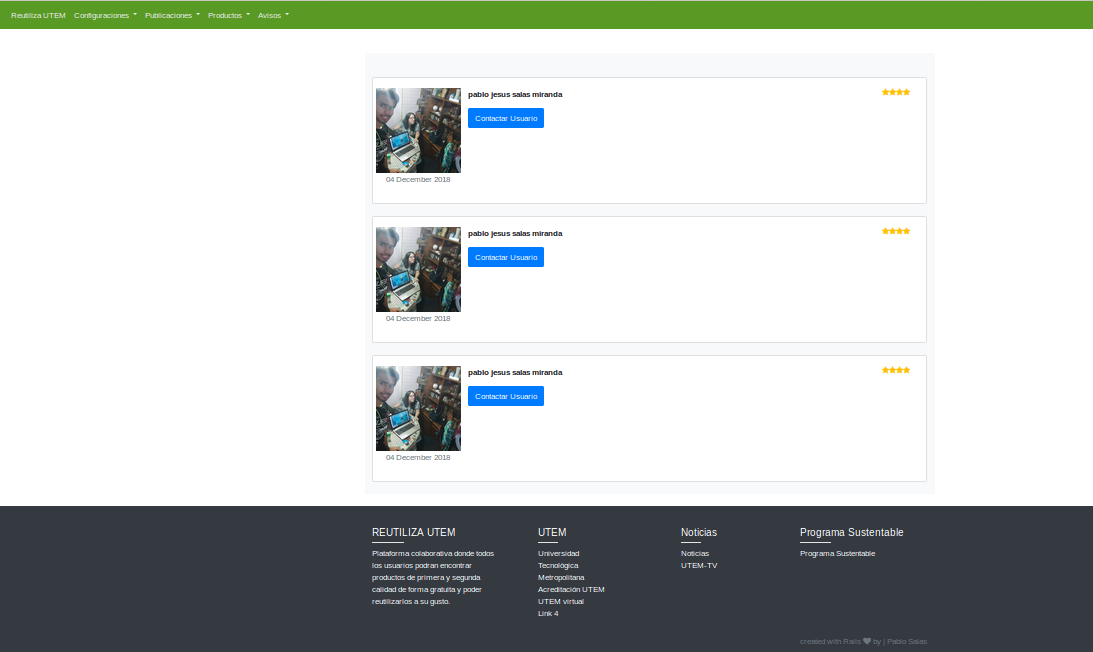 Reutiliza UTEM Configuraciones Publicaciones Productos Avisos
pablo jesus salas miranda
Contactar Usuario
04 December 2018
pablo jesus salas miranda
Contactar Usuario
04 December 2018
pablo jesus salas miranda
Contactar Usuario
04 December 2018
REUTILIZA UTEM
Plataforma colaborativa donde todos
los usuarios podran encontrar
productos de primera y segunda
calidad de forma gratuita y poder
reutilizarlos a su gusto.
UTEM
Universidad
Tecnológica
Metropolitana
Acreditación UTEM
UTEM virtual
Link 4
Noticias
Noticias
UTEM-TV
Programa Sustentable
Programa Sustentable
created with Rails by | Pablo Salas